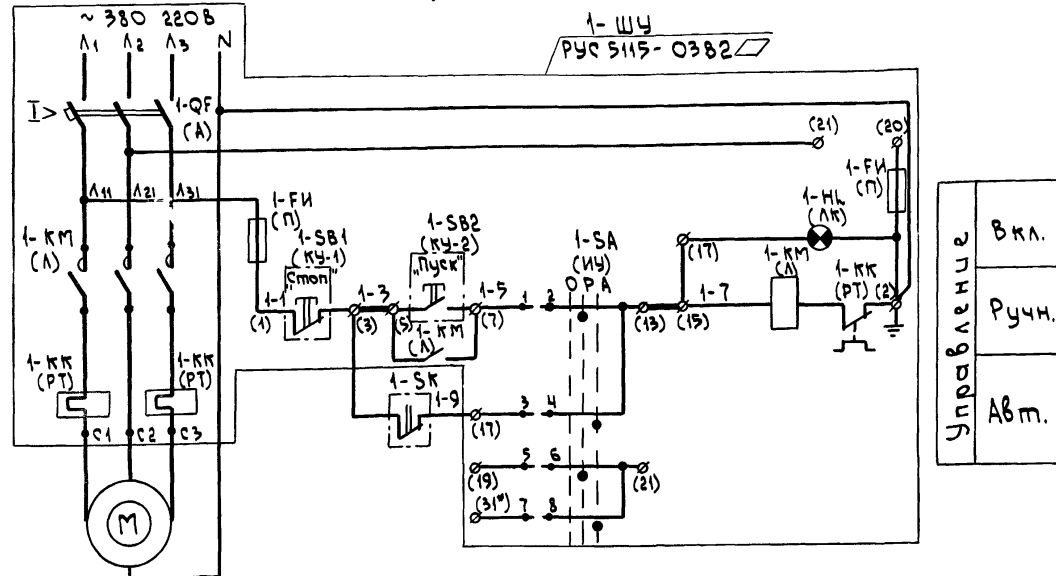 ~ 380 220В
Л1 Л2 Л3 N
1-ШУ
РУС 5115-03В2
I>
1-QF
(А)
(21)
(20)
Л11 Л21 Л31
1-FИ
(П)
1-FИ
(П)
1-HL
(ЛК)
1-КМ
(Л)
1-SB1
(КУ-1)
"Стоп"
1-SB2
(КУ-2)
"Пуск"
1-SA
(ИУ)
О Р А
(17)
1-КМ
(Л)
1-КК
(РТ)
(2)
1-1
(1)
1-3
(3)
(5)
1-5
(7)
1 2
(13)
(15)
1-7
1-КМ
(Л)
1-КК
(РТ)
1-КК
(РТ)
1-SK
1-9
(17)
3 4
С1 С2 С3
(19)
5 6
(21)
(31*)
7 8
М
Управление
Вкл.
Ручн.
Авт.